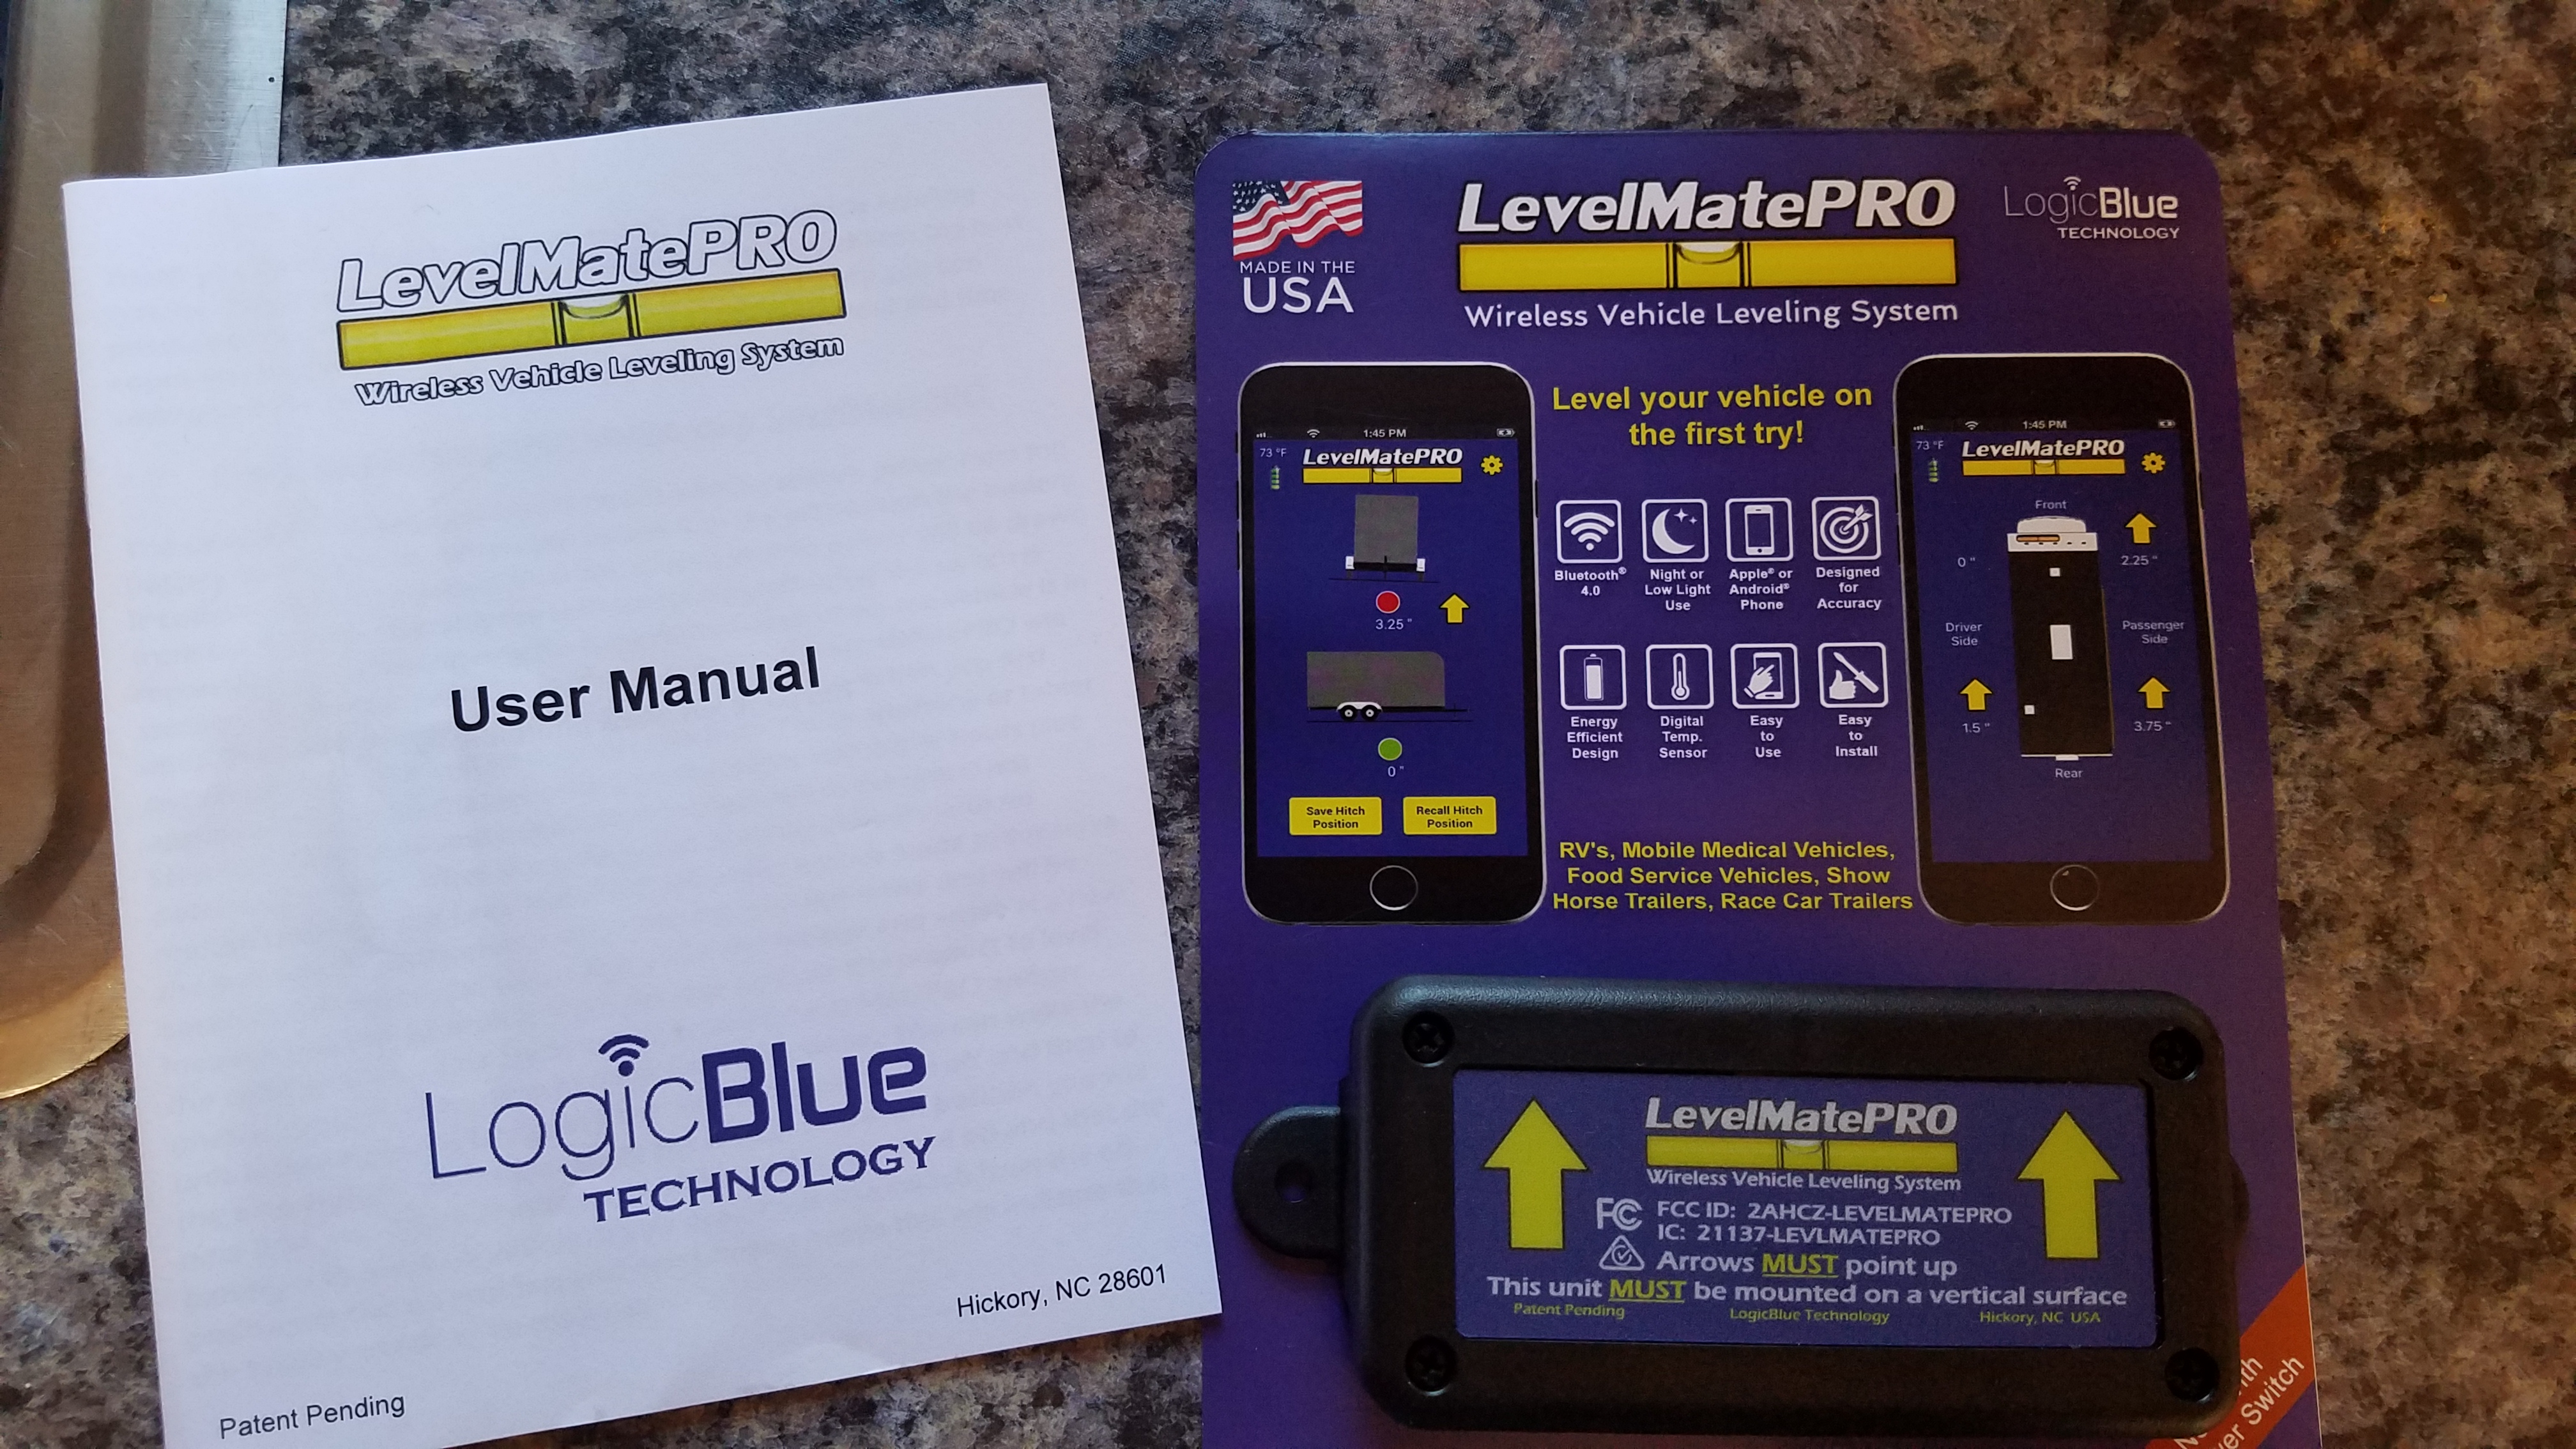 LevelMatePRO
Wireless Vehicle Leveling System
User Manual
LogicBlue
TECHNOLOGY
Hickory, NC 28601
Patent Pending
MADE IN THE
USA
LevelMatePRO
Wireless Vehicle Leveling System
LogicBlue
TECHNOLOGY
1:45 PM
73 °F
LevelMatePRO
3.25 "
0 "
Save Hitch
Position
Recall Hitch
Position
Level your vehicle on
the first try!
Bluetooth®
4.0
Night or
Low Light
Use
Apple® or
Android®
Phone
Designed
for
Accuracy
Energy
Efficient
Design
Digital
Temp.
Sensor
Easy
to
Use
Easy
to
Install
RV's, Mobile Medical Vehicles,
Food Service Vehicles, Show
Horse Trailers, Race Car Trailers
1:45 PM
73 °F
LevelMatePRO
Front
0 "
2.25 "
Driver
Side
Passenger
Side
1.5 "
3.75 "
Rear
LevelMatePRO
Wireless Vehicle Leveling System
FC FCC ID: 2AHCZ-LEVELMATEPRO
IC: 21137-LEVLMATEPRO
Arrows MUST point up
This unit MUST be mounted on a vertical surface
Patent Pending LogicBlue Technology Hickory, NC USA
Switch